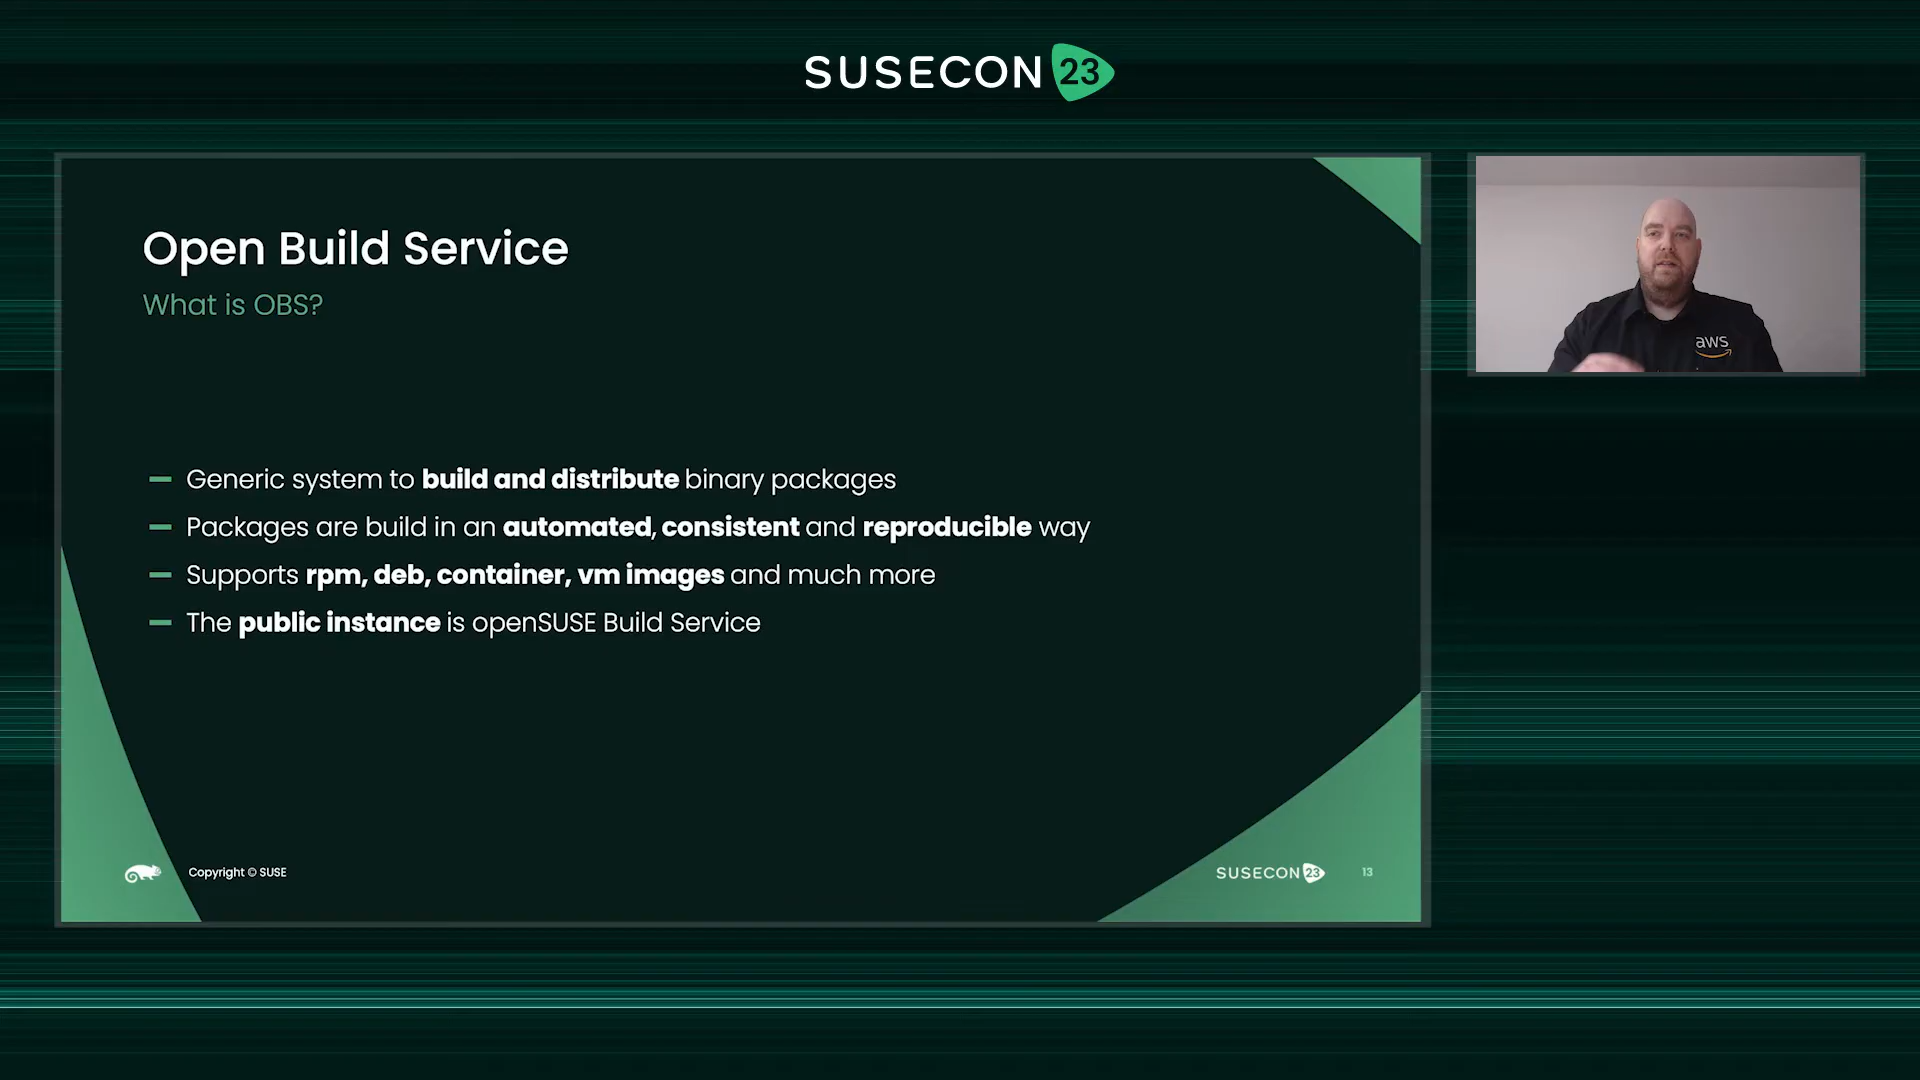 SUSECON 23
Open Build Service
What is OBS?
aws
Generic system to build and distribute binary packages
Packages are build in an automated, consistent and reproducible way
Supports rpm, deb, container, vm images and much more
The public instance is openSUSE Build Service
Copyright © SUSE
SUSECON 23
13